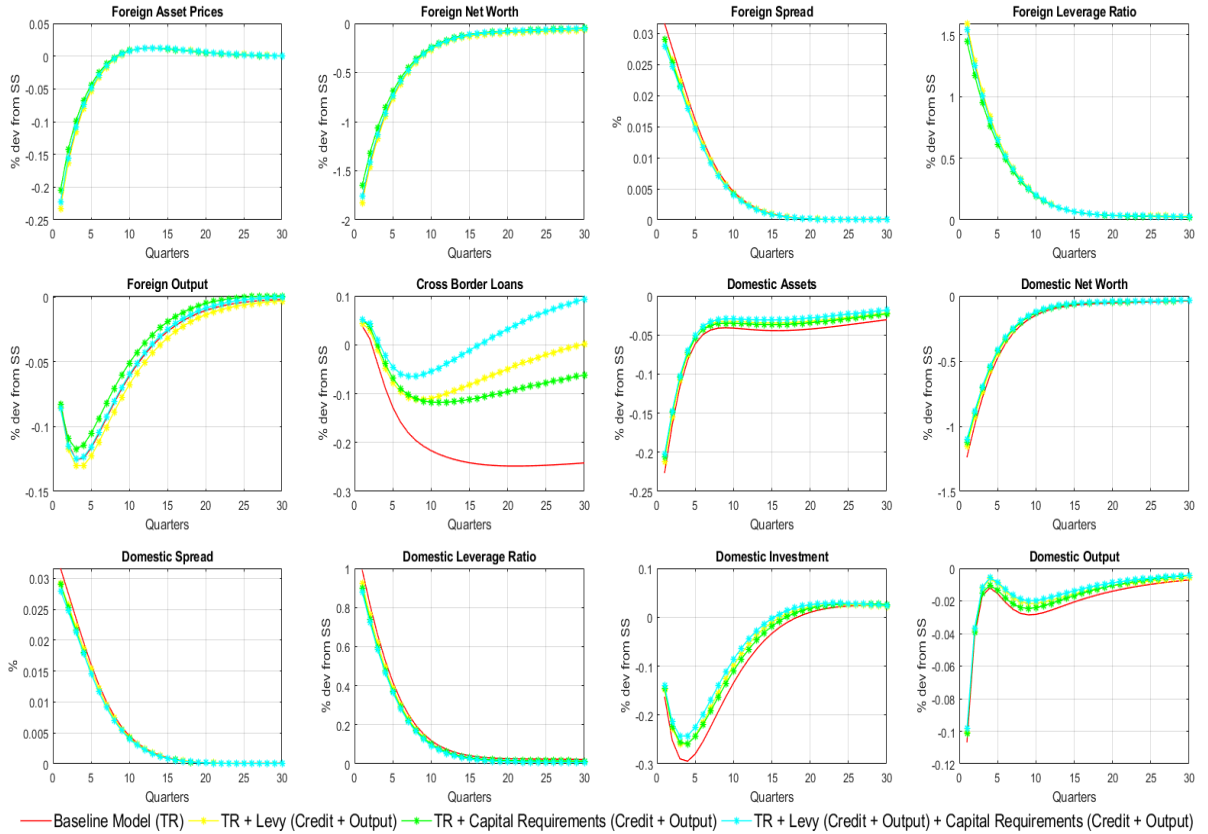 Foreign Asset Prices
% dev from SS
0.05
0
-0.05
-0.1
-0.15
-0.2
-0.25
0 5 10 15 20 25 30
Quarters
Foreign Net Worth
% dev from SS
0
-0.5
-1
-1.5
-2
0 5 10 15 20 25 30
Quarters
Foreign Spread
%
0.03
0.025
0.02
0.015
0.01
0.005
0
0 5 10 15 20 25 30
Quarters
Foreign Leverage Ratio
% dev from SS
1.5
1
0.5
0
0 5 10 15 20 25 30
Quarters
Foreign Output
% dev from SS
0
-0.05
-0.1
-0.15
0 5 10 15 20 25 30
Quarters
Cross Border Loans
% dev from SS
0.1
0
-0.1
-0.2
-0.3
0 5 10 15 20 25 30
Quarters
Domestic Assets
% dev from SS
0
-0.05
-0.1
-0.15
-0.2
-0.25
0 5 10 15 20 25 30
Quarters
Domestic Net Worth
% dev from SS
0
-0.5
-1
-1.5
0 5 10 15 20 25 30
Quarters
Domestic Spread
%
0.03
0.025
0.02
0.015
0.01
0.005
0
0 5 10 15 20 25 30
Quarters
Domestic Leverage Ratio
% dev from SS
1
0.8
0.6
0.4
0.2
0
0 5 10 15 20 25 30
Quarters
Domestic Investment
% dev from SS
0.1
0
-0.1
-0.2
-0.3
0 5 10 15 20 25 30
Quarters
Domestic Output
% dev from SS
0
-0.02
-0.04
-0.06
-0.08
-0.1
-0.12
0 5 10 15 20 25 30
Quarters
Baseline Model (TR) TR + Levy (Credit + Output) TR + Capital Requirements (Credit + Output) TR + Levy (Credit + Output) + Capital Requirements (Credit + Output)